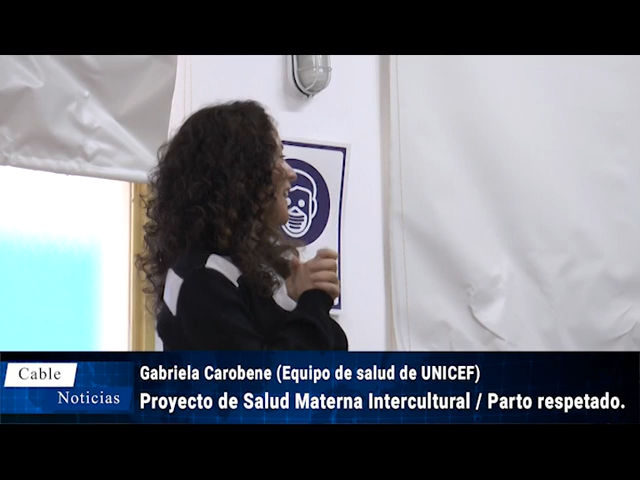 Cable
Noticias
Gabriela Carobene (Equipo de salud de UNICEF)
Proyecto de Salud Materna Intercultural / Parto respetado.